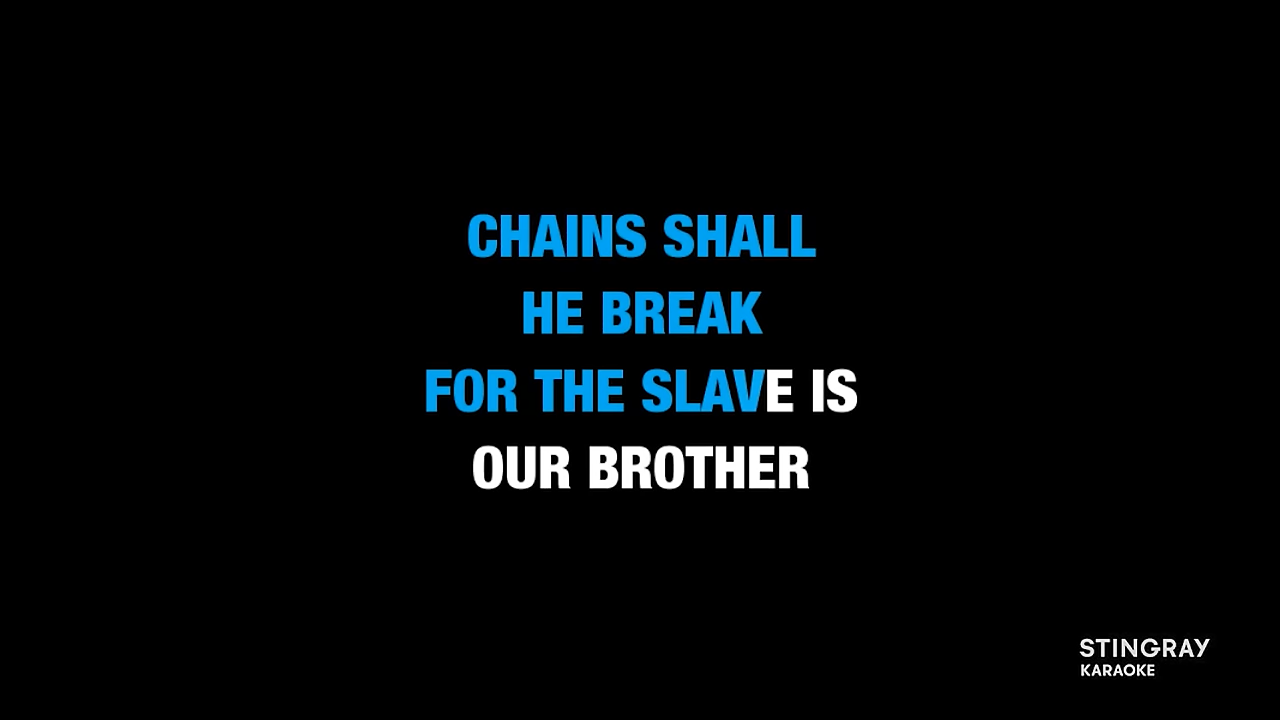 CHAINS SHALL
HE BREAK
FOR THE SLAVE IS
OUR BROTHER
STINGRAY
KARAOKE